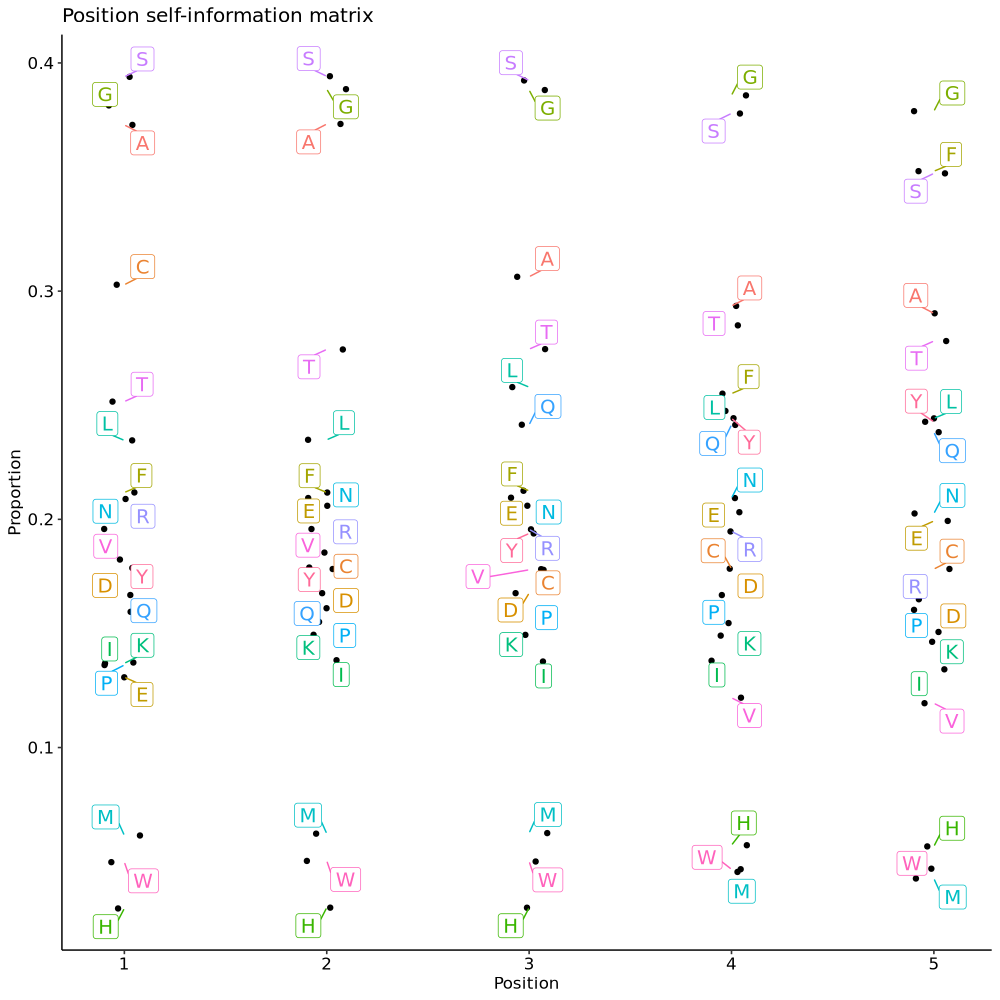 Position self-information matrix
S S S G G
G G G S F
A A S
C A A A
T T T T T
L L L F Y L
Q L Q Y Q
F F F N N
N R E N E N E E
V R Y R R C
Y V C V C C D R
D Y D D P D
Q Q P P K P K
I K K K I I
P I I V V
E
M M M H H
W W W W W
H H H M M
0.4
0.3
0.2
0.1
Proportion
1 2 3 4 5
Position